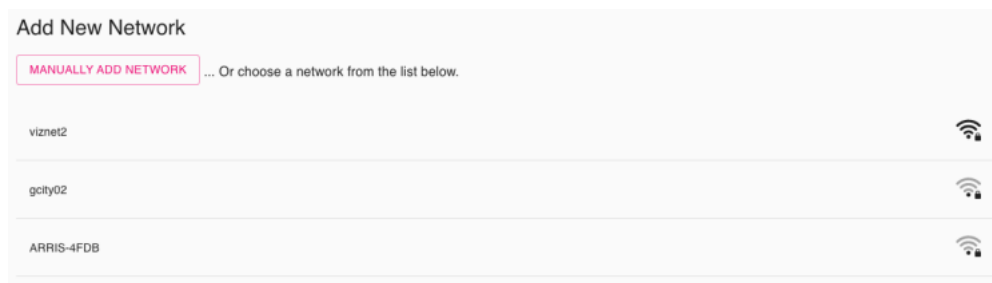 Add New Network
MANUALLY ADD NETWORK ... Or choose a network from the list below.
viznet2
gcity02
ARRIS-4FDB